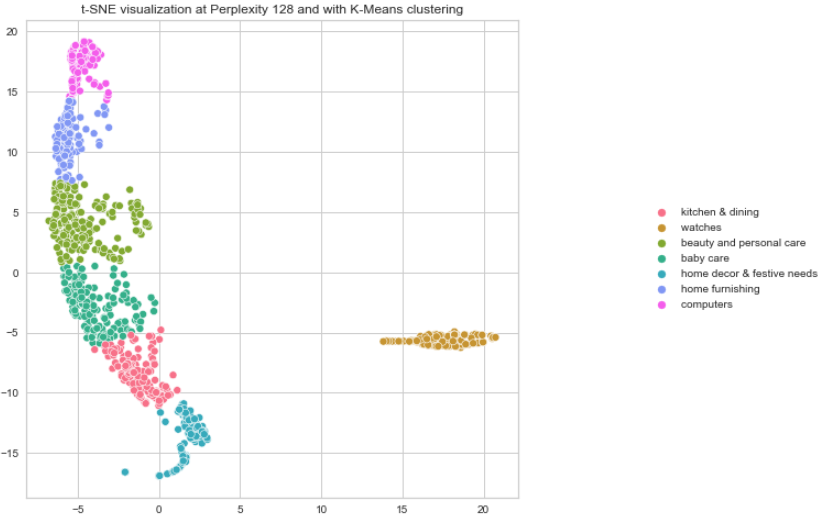 t-SNE visualization at Perplexity 128 and with K-Means clustering
20
15
10
5
0
−5
−10
−15
−5
0
5
10
15
20
kitchen & dining
watches
beauty and personal care
baby care
home decor & festive needs
home furnishing
computers